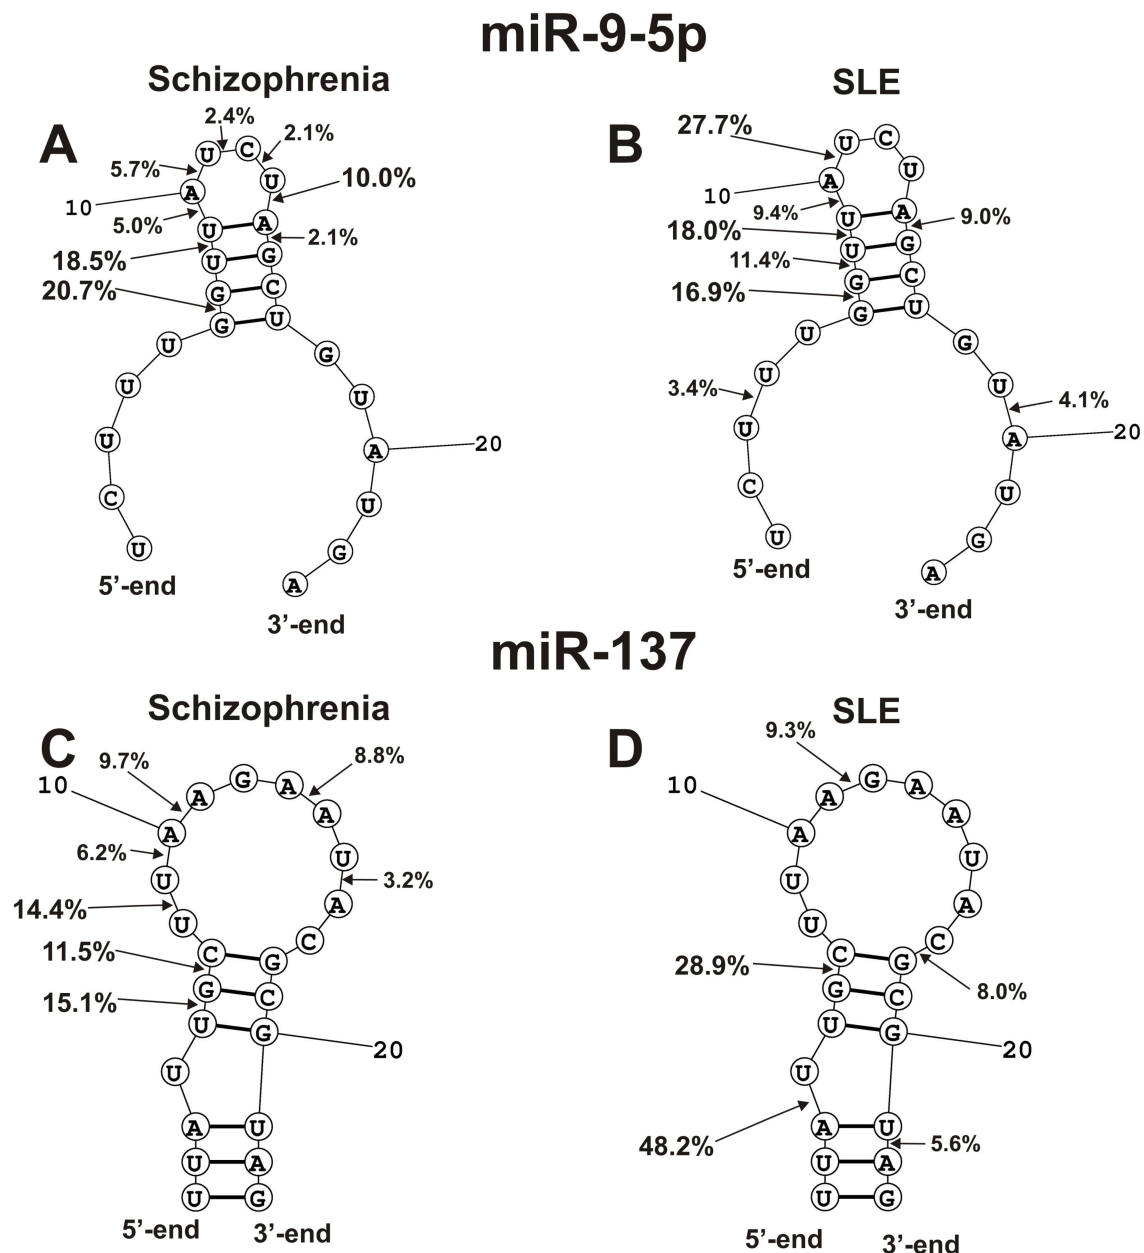 miR-9-5p
Schizophrenia
SLE
A
2.4%
2.1%
5.7%
10.0%
10
5.0%
2.1%
18.5%
20.7%
U C U U U G G U U A U C U A G C U G U A U G A
20
5’-end
3’-end
B
27.7%
10
9.4%
9.0%
18.0%
11.4%
16.9%
3.4%
4.1%
U C U U U G G U U A U C U A G C U G U A U G A
20
5’-end
3’-end
miR-137
Schizophrenia
SLE
C
9.7%
8.8%
10
6.2%
3.2%
14.4%
11.5%
15.1%
U U A U U G C U U A A G A A U A C G C G U A G
20
5’-end
3’-end
D
9.3%
10
28.9%
8.0%
48.2%
5.6%
U U A U U G C U U A A G A A U A C G C G U A G
20
5’-end
3’-end